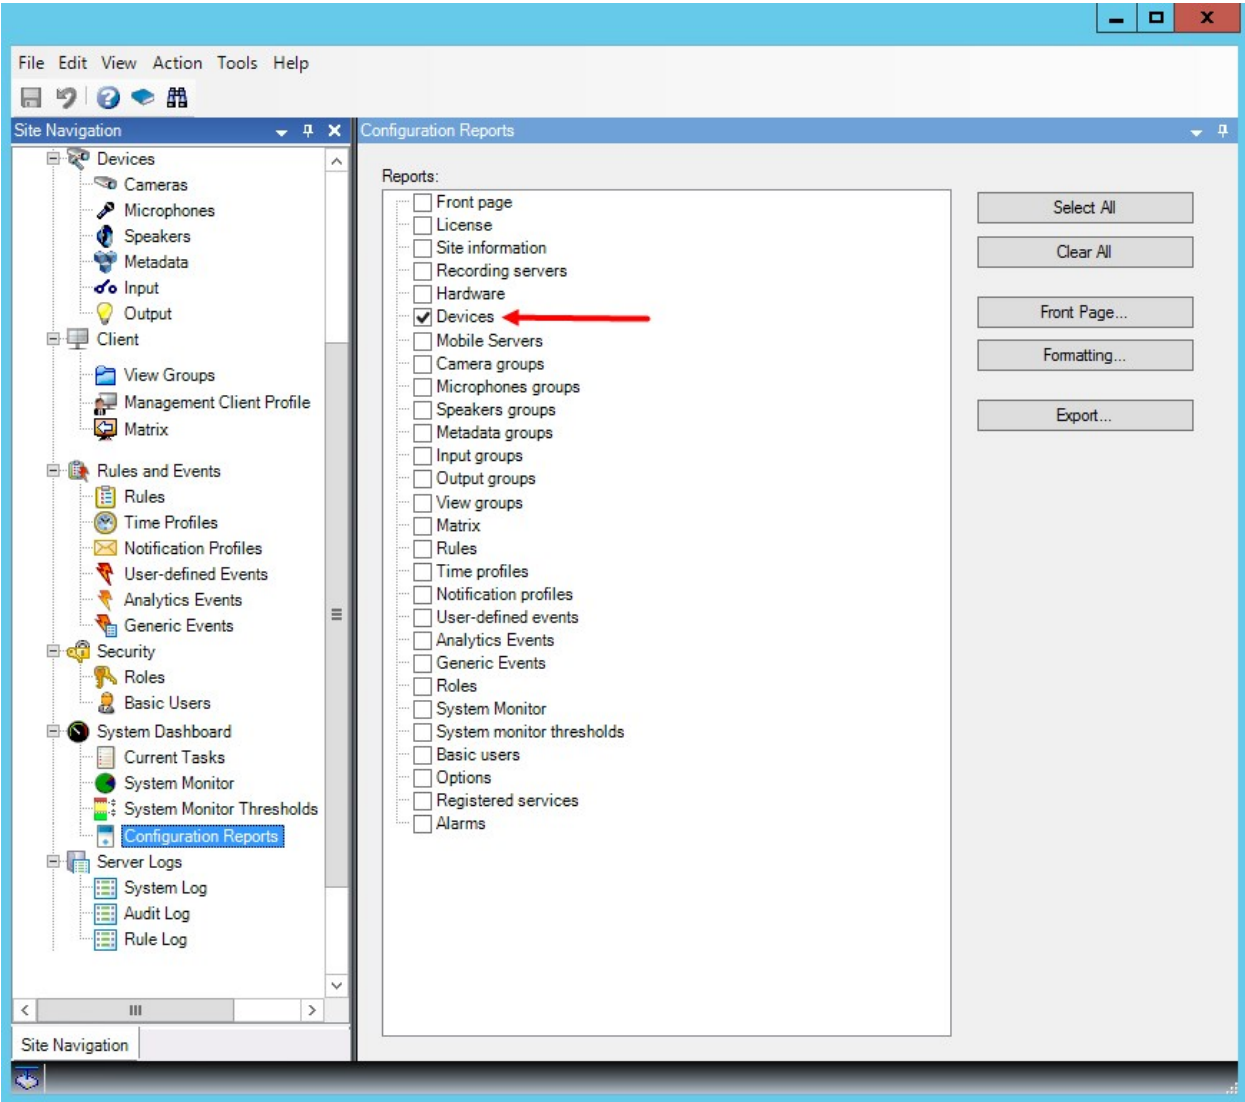 X
File Edit View Action Tools Help
Site Navigation
Configuration Reports
Devices
Cameras
Microphones
Speakers
Metadata
Input
Output
Client
View Groups
Management Client Profile
Matrix
Rules and Events
Rules
Time Profiles
Notification Profiles
User-defined Events
Analytics Events
Generic Events
Security
Roles
Basic Users
System Dashboard
Current Tasks
System Monitor
System Monitor Thresholds
Configuration Reports
Server Logs
System Log
Audit Log
Rule Log
Site Navigation
Reports:
Front page
License
Site information
Recording servers
Hardware
Devices
Mobile Servers
Camera groups
Microphones groups
Speakers groups
Metadata groups
Input groups
Output groups
View groups
Matrix
Rules
Time profiles
Notification profiles
User-defined events
Analytics Events
Generic Events
Roles
System Monitor
System monitor thresholds
Basic users
Options
Registered services
Alarms
Select All
Clear All
Front Page...
Formatting...
Export...